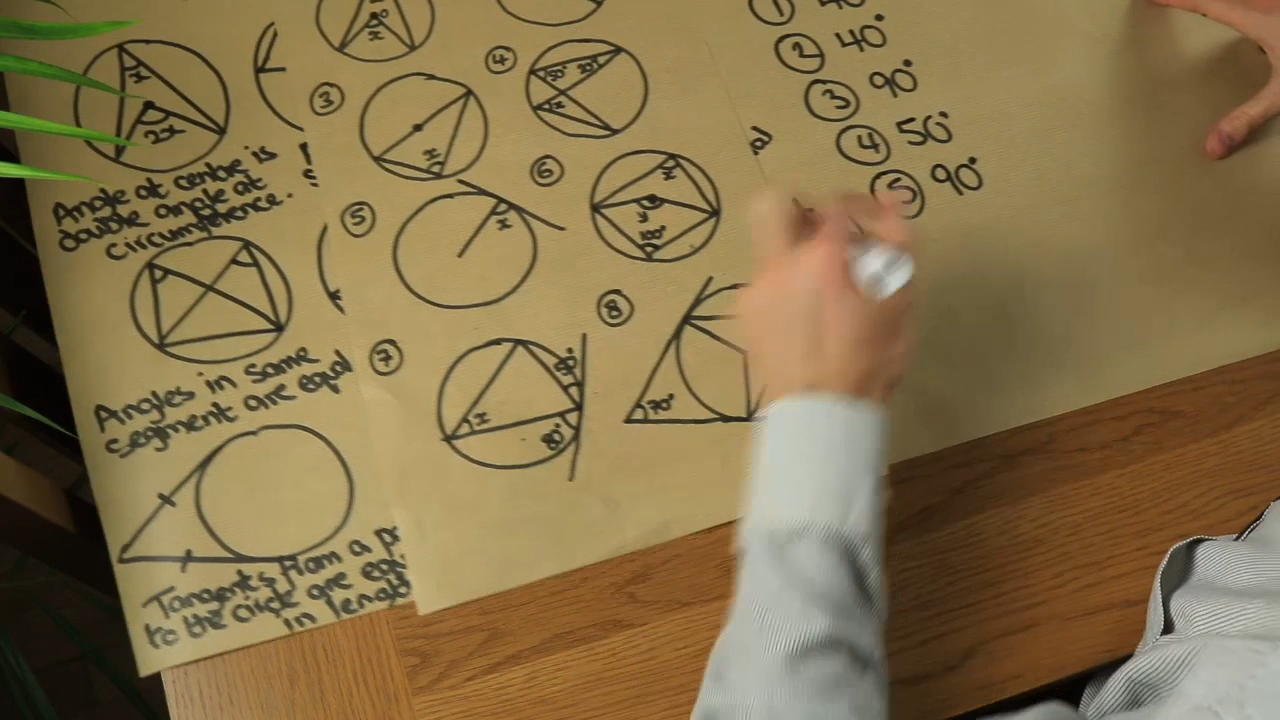 x
2x
Angle at centre is
double angle at
circumference.
Angles in same
segment are equal
Tangents from a
to the circle are
in length
x
③
x
④
50° 20°
x
⑤
x
⑥
x
y
100°
⑦
x
80°
⑧
70°
①
② 40°
③ 90°
④ 50°
⑤ 90°